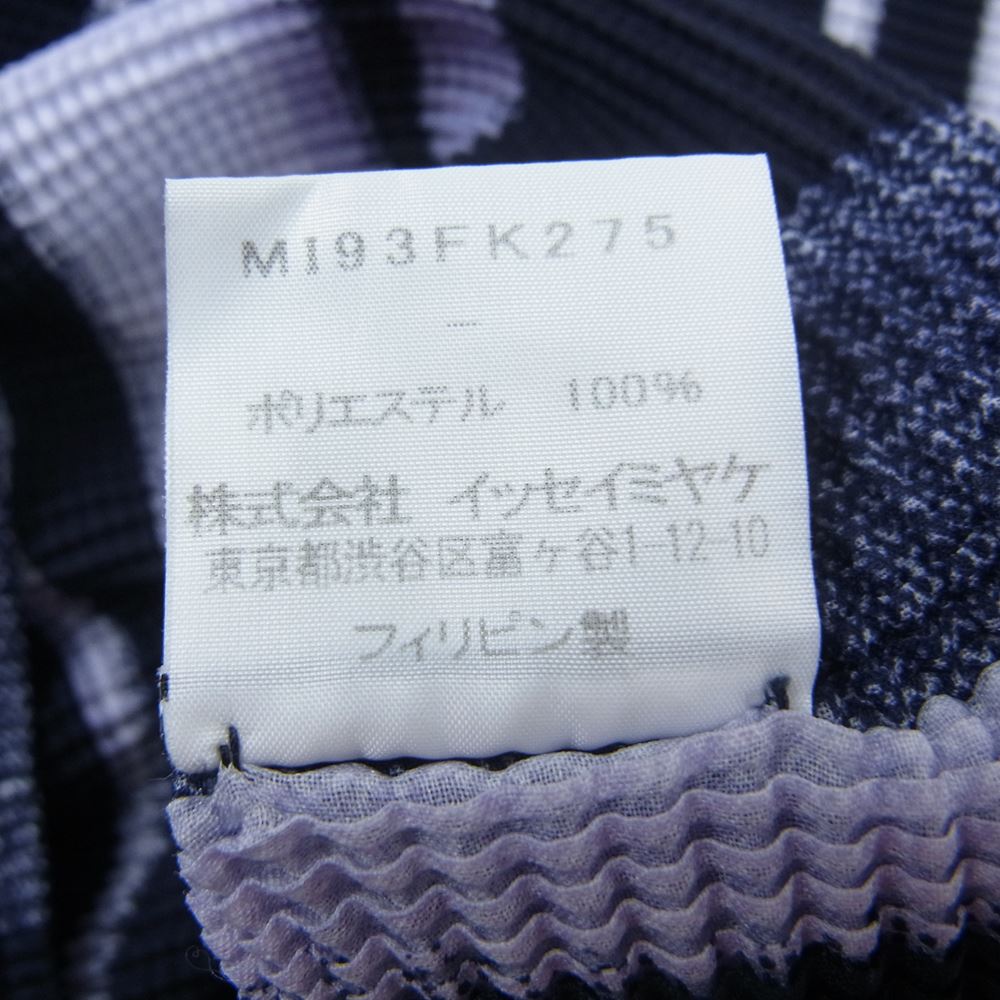 MI93FK275
—
ポリエステル 100%
株式会社 イッセイミヤケ
東京都渋谷区富ヶ谷1-12-10
フィリピン製